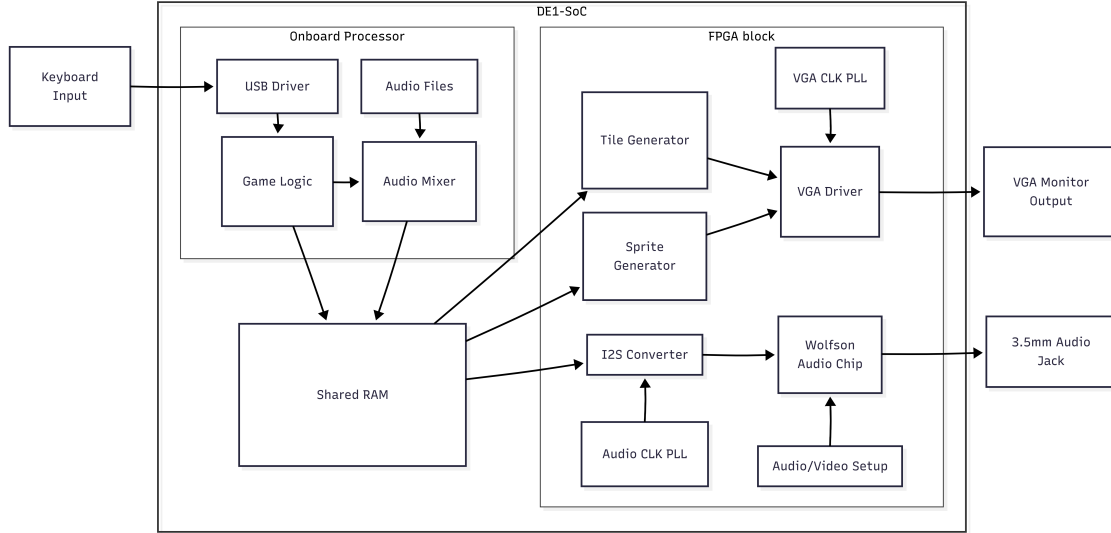 DE1-SoC
Onboard Processor
FPGA block
Keyboard
Input
USB Driver
Audio Files
VGA CLK PLL
Tile Generator
Game Logic
Audio Mixer
VGA Driver
VGA Monitor
Output
Sprite
Generator
Shared RAM
I2S Converter
Wolfson
Audio Chip
3.5mm Audio
Jack
Audio CLK PLL
Audio/Video Setup